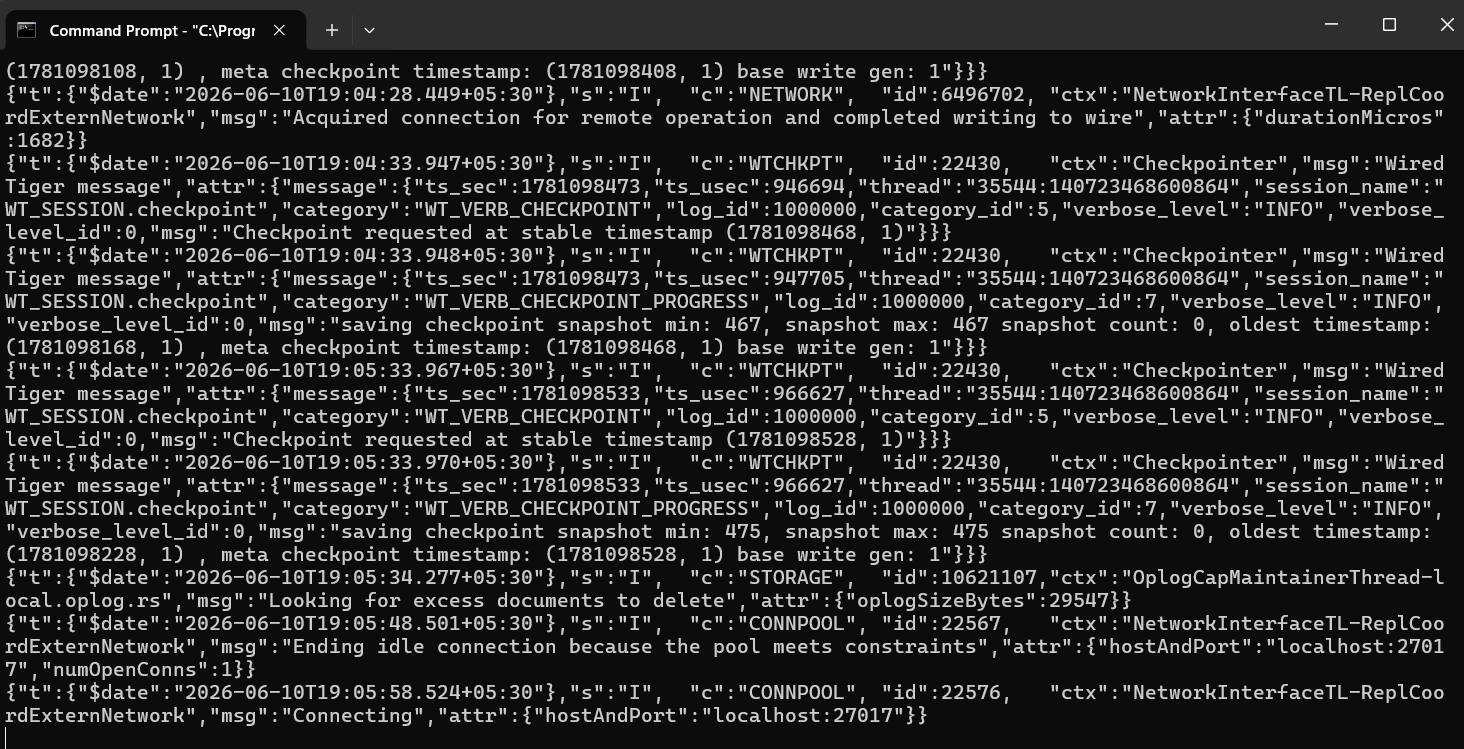 Command Prompt - "C:\Progr
(1781098108, 1) , meta checkpoint timestamp: (1781098408, 1) base write gen: 1"}}}
{"t":{"$date":"2026-06-10T19:04:28.449+05:30"},"s":"I",  "c":"NETWORK",  "id":6496702, "ctx":"NetworkInterfaceTL-ReplCoo
rdExternNetwork","msg":"Acquired connection for remote operation and completed writing to wire","attr":{"durationMicros"
:1682}}
{"t":{"$date":"2026-06-10T19:04:33.947+05:30"},"s":"I",  "c":"WTCHKPT",  "id":22430,   "ctx":"Checkpointer","msg":"Wired
Tiger message","attr":{"message":{"ts_sec":1781098473,"ts_usec":946694,"thread":"35544:140723468600864","session_name":"
WT_SESSION.checkpoint","category":"WT_VERB_CHECKPOINT","log_id":1000000,"category_id":5,"verbose_level":"INFO","verbose_
level_id":0,"msg":"Checkpoint requested at stable timestamp (1781098468, 1)"}}}
{"t":{"$date":"2026-06-10T19:04:33.948+05:30"},"s":"I",  "c":"WTCHKPT",  "id":22430,   "ctx":"Checkpointer","msg":"Wired
Tiger message","attr":{"message":{"ts_sec":1781098473,"ts_usec":947705,"thread":"35544:140723468600864","session_name":"
WT_SESSION.checkpoint","category":"WT_VERB_CHECKPOINT_PROGRESS","log_id":1000000,"category_id":7,"verbose_level":"INFO",
"verbose_level_id":0,"msg":"saving checkpoint snapshot min: 467, snapshot max: 467 snapshot count: 0, oldest timestamp:
(1781098168, 1) , meta checkpoint timestamp: (1781098468, 1) base write gen: 1"}}}
{"t":{"$date":"2026-06-10T19:05:33.967+05:30"},"s":"I",  "c":"WTCHKPT",  "id":22430,   "ctx":"Checkpointer","msg":"Wired
Tiger message","attr":{"message":{"ts_sec":1781098533,"ts_usec":966627,"thread":"35544:140723468600864","session_name":"
WT_SESSION.checkpoint","category":"WT_VERB_CHECKPOINT","log_id":1000000,"category_id":5,"verbose_level":"INFO","verbose_
level_id":0,"msg":"Checkpoint requested at stable timestamp (1781098528, 1)"}}}
{"t":{"$date":"2026-06-10T19:05:33.970+05:30"},"s":"I",  "c":"WTCHKPT",  "id":22430,   "ctx":"Checkpointer","msg":"Wired
Tiger message","attr":{"message":{"ts_sec":1781098533,"ts_usec":966627,"thread":"35544:140723468600864","session_name":"
WT_SESSION.checkpoint","category":"WT_VERB_CHECKPOINT_PROGRESS","log_id":1000000,"category_id":7,"verbose_level":"INFO",
"verbose_level_id":0,"msg":"saving checkpoint snapshot min: 475, snapshot max: 475 snapshot count: 0, oldest timestamp:
(1781098228, 1) , meta checkpoint timestamp: (1781098528, 1) base write gen: 1"}}}
{"t":{"$date":"2026-06-10T19:05:34.277+05:30"},"s":"I",  "c":"STORAGE",  "id":10621107,"ctx":"OplogCapMaintainerThread-l
ocal.oplog.rs","msg":"Looking for excess documents to delete","attr":{"oplogSizeBytes":29547}}
{"t":{"$date":"2026-06-10T19:05:48.501+05:30"},"s":"I",  "c":"CONNPOOL", "id":22567,   "ctx":"NetworkInterfaceTL-ReplCoo
rdExternNetwork","msg":"Ending idle connection because the pool meets constraints","attr":{"hostAndPort":"localhost:2701
7","numOpenConns":1}}
{"t":{"$date":"2026-06-10T19:05:58.524+05:30"},"s":"I",  "c":"CONNPOOL", "id":22576,   "ctx":"NetworkInterfaceTL-ReplCoo
rdExternNetwork","msg":"Connecting","attr":{"hostAndPort":"localhost:27017"}}